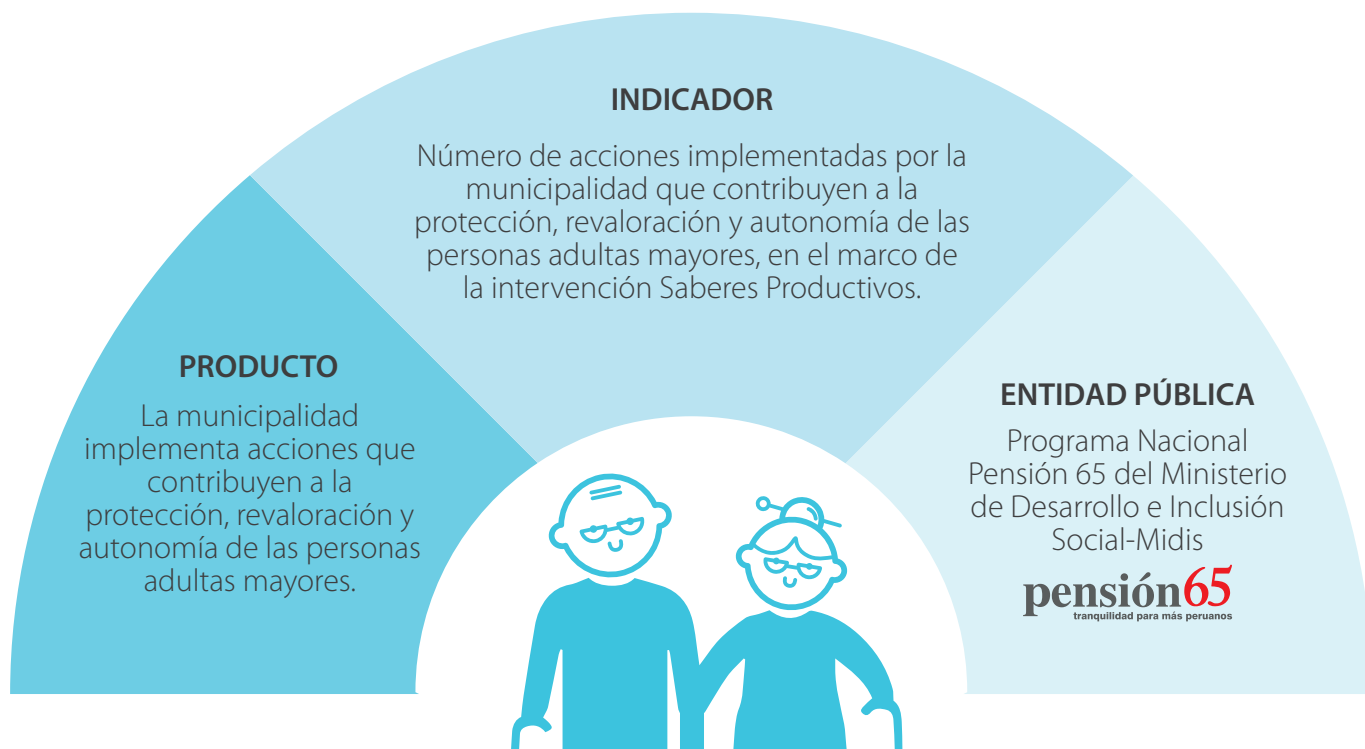 INDICADOR
Número de acciones implementadas por la
municipalidad que contribuyen a la
protección, revaloración y autonomía de las
personas adultas mayores, en el marco de
la intervención Saberes Productivos.
PRODUCTO
La municipalidad
implementa acciones que
contribuyen a la
protección, revaloración y
autonomía de las personas
adultas mayores.
ENTIDAD PÚBLICA
Programa Nacional
Pensión 65 del Ministerio
de Desarrollo e Inclusión
Social-Midis
pensión65
tranquilidad para más peruanos